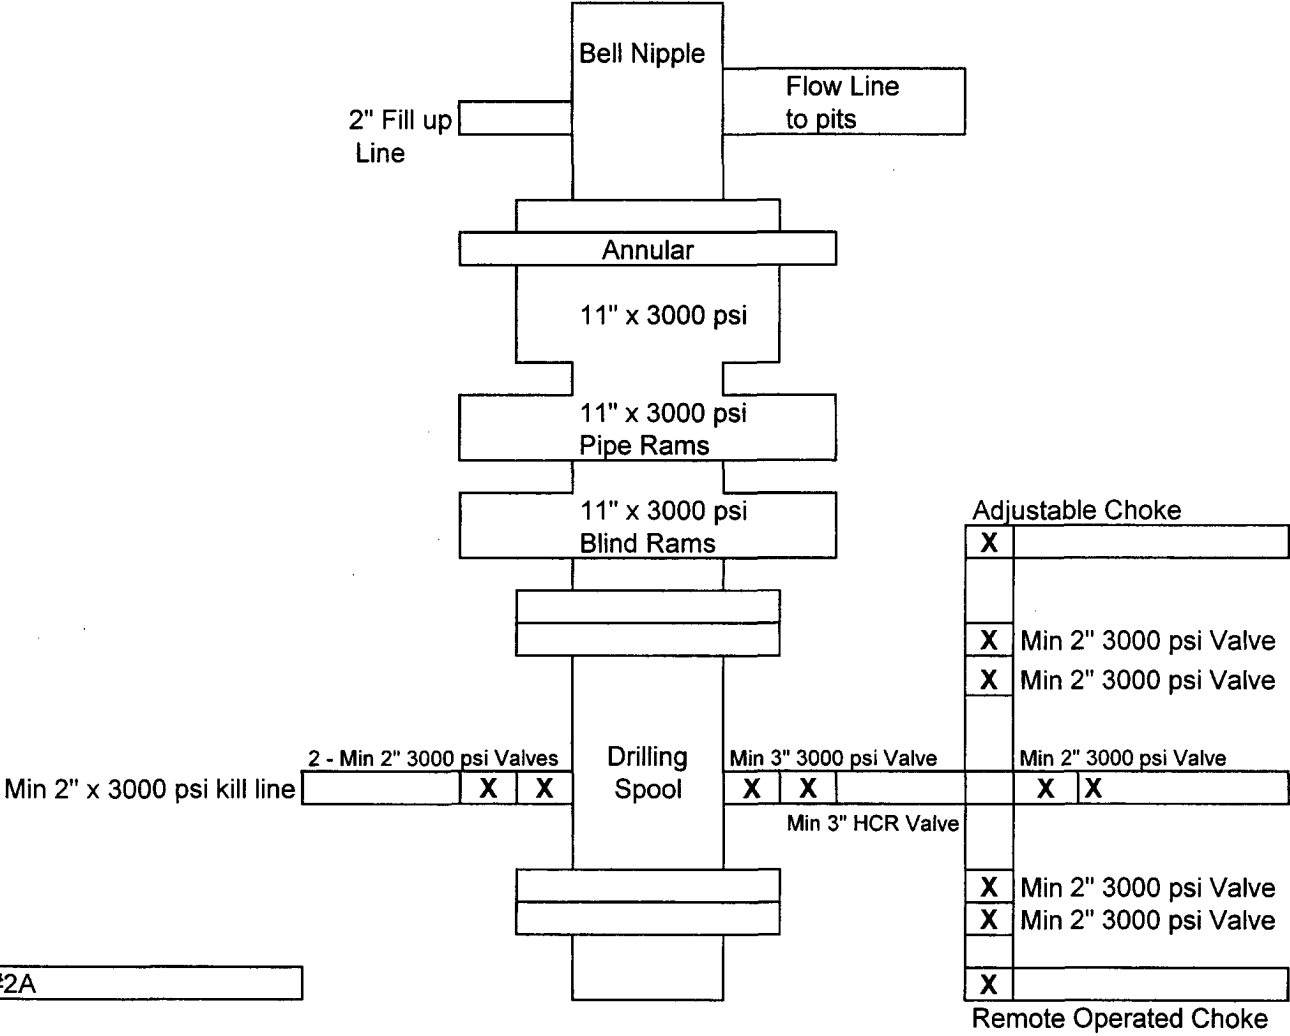 Bell Nipple
Flow Line
to pits
2" Fill up
Line
Annular
11" x 3000 psi
11" x 3000 psi
Pipe Rams
11" x 3000 psi
Blind Rams
Adjustable Choke
X
X Min 2" 3000 psi Valve
X Min 2" 3000 psi Valve
2 - Min 2" 3000 psi Valves
Drilling
Spool
Min 3" 3000 psi Valve
Min 2" 3000 psi Valve
Min 2" x 3000 psi kill line
X X
X X
X X
Min 3" HCR Valve
X Min 2" 3000 psi Valve
X Min 2" 3000 psi Valve
#2A
X
Remote Operated Choke